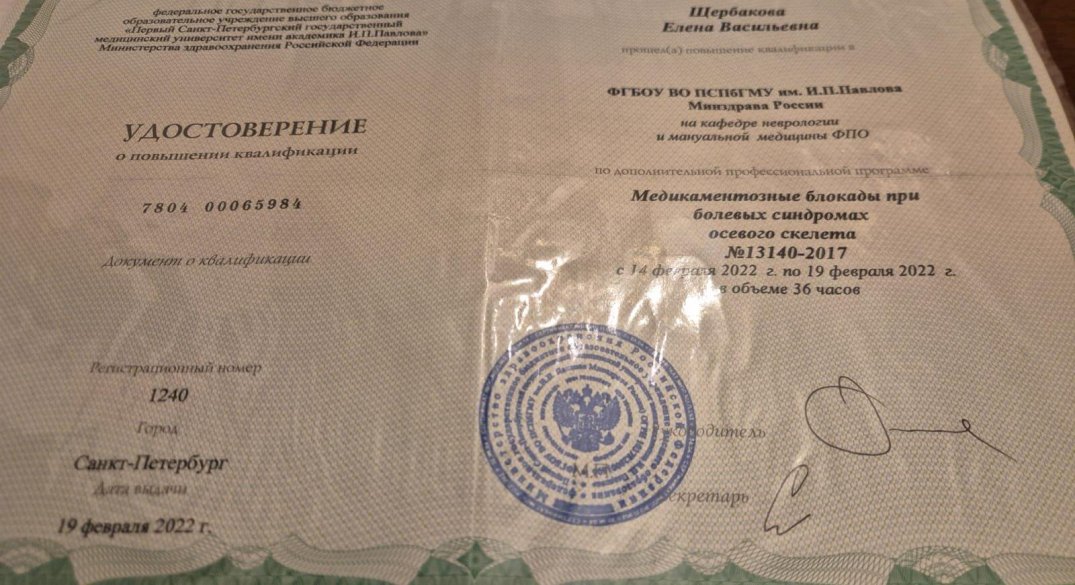 федеральное государственное бюджетное
образовательное учреждение высшего образования
«Первый Санкт-Петербургский государственный
медицинский университет имени академика И.П.Павлова»
Министерства здравоохранения Российской Федерации
УДОСТОВЕРЕНИЕ
о повышении квалификации
7804 00065984
Документ о квалификации
Регистрационный номер
1240
Город
Санкт-Петербург
Дата выдачи
19 февраля 2022 г.
Щербакова
Елена Васильевна
прошел(а) повышение квалификации в
ФГБОУ ВО ПСПбГМУ им. И.П.Павлова
Минздрава России
на кафедре неврологии
и мануальной медицины ФПО
по дополнительной профессиональной программе
Медикаментозные блокады при
болевых синдромах
осевого скелета
№13140-2017
с 14 февраля 2022 г. по 19 февраля 2022 г.
в объеме 36 часов
Руководитель
М.П.
Секретарь
Министерство здравоохранения Российской Федерации